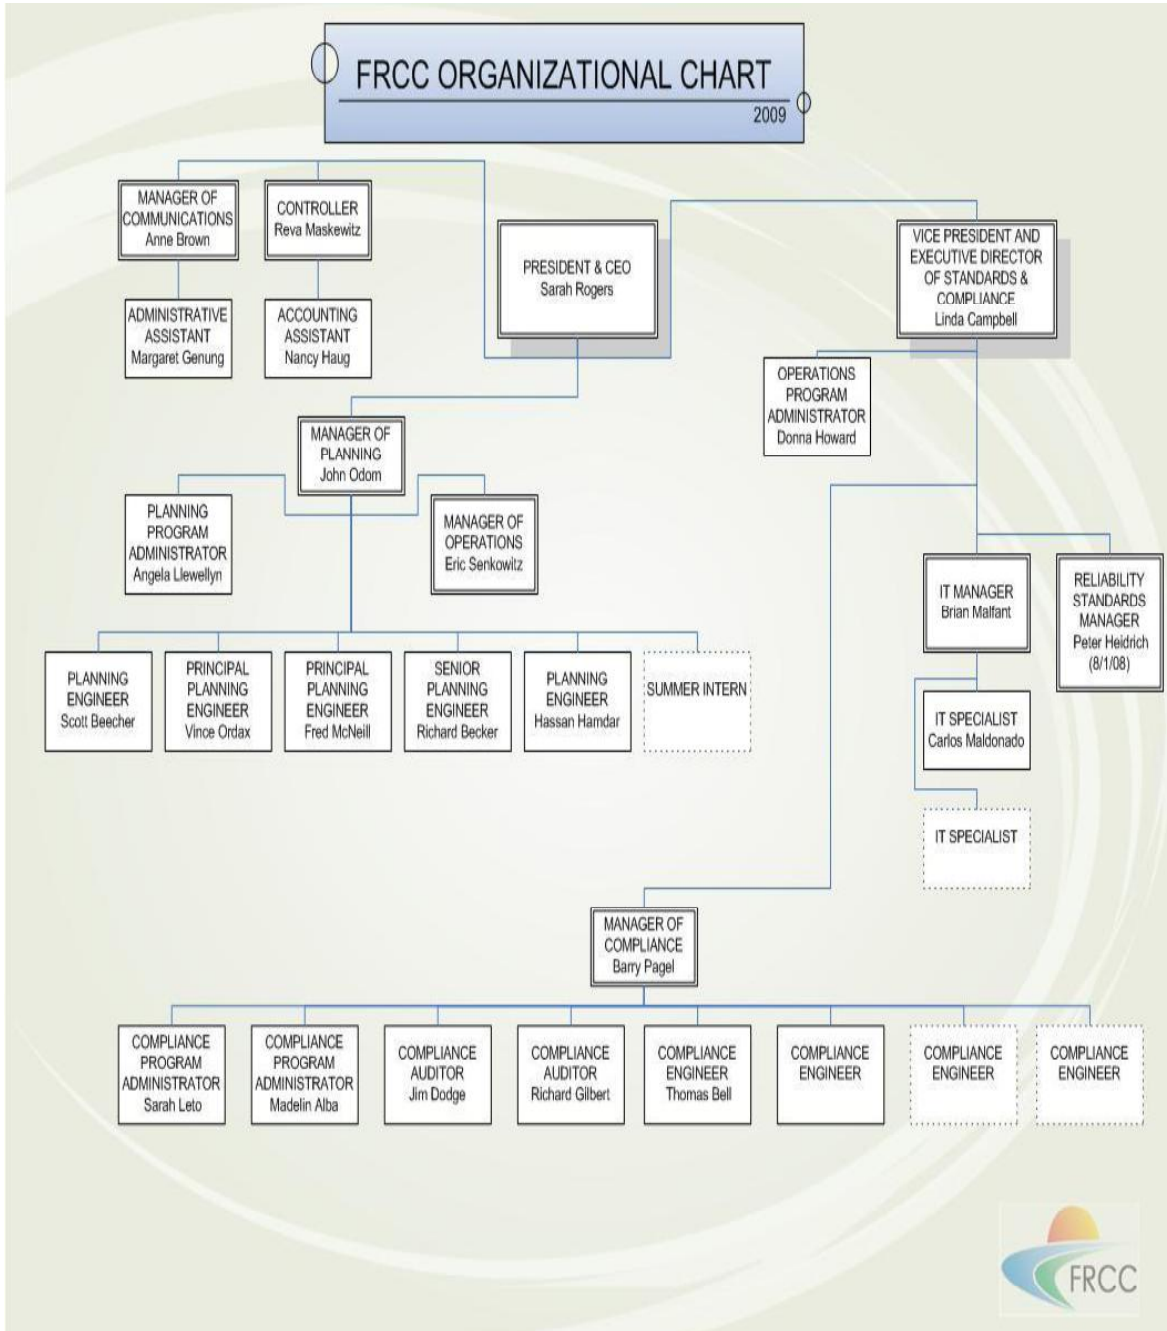 FRCC ORGANIZATIONAL CHART
2009
MANAGER OF
COMMUNICATIONS
Anne Brown
CONTROLLER
Reva Maskewitz
PRESIDENT & CEO
Sarah Rogers
VICE PRESIDENT AND
EXECUTIVE DIRECTOR
OF STANDARDS &
COMPLIANCE
Linda Campbell
ADMINISTRATIVE
ASSISTANT
Margaret Genung
ACCOUNTING
ASSISTANT
Nancy Haug
OPERATIONS
PROGRAM
ADMINISTRATOR
Donna Howard
MANAGER OF
PLANNING
John Odom
PLANNING
PROGRAM
ADMINISTRATOR
Angela Llewellyn
MANAGER OF
OPERATIONS
Eric Senkowitz
IT MANAGER
Brian Malfant
RELIABILITY
STANDARDS
MANAGER
Peter Heidrich
(8/1/08)
PLANNING
ENGINEER
Scott Beecher
PRINCIPAL
PLANNING
ENGINEER
Vince Ordax
PRINCIPAL
PLANNING
ENGINEER
Fred McNeill
SENIOR
PLANNING
ENGINEER
Richard Becker
PLANNING
ENGINEER
Hassan Hamdar
SUMMER INTERN
IT SPECIALIST
Carlos Maldonado
IT SPECIALIST
MANAGER OF
COMPLIANCE
Barry Pagel
COMPLIANCE
PROGRAM
ADMINISTRATOR
Sarah Leto
COMPLIANCE
PROGRAM
ADMINISTRATOR
Madelin Alba
COMPLIANCE
AUDITOR
Jim Dodge
COMPLIANCE
AUDITOR
Richard Gilbert
COMPLIANCE
ENGINEER
Thomas Bell
COMPLIANCE
ENGINEER
COMPLIANCE
ENGINEER
COMPLIANCE
ENGINEER
FRCC